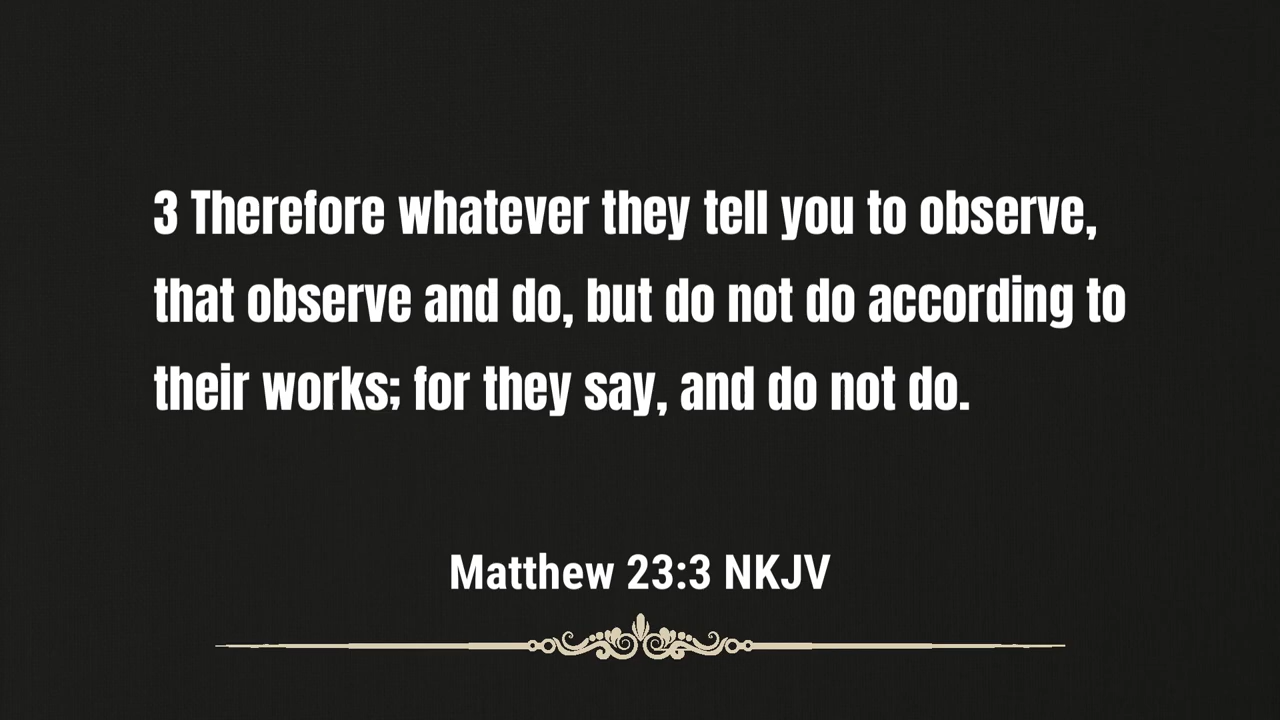 3 Therefore whatever they tell you to observe,
that observe and do, but do not do according to
their works; for they say, and do not do.
Matthew 23:3 NKJV